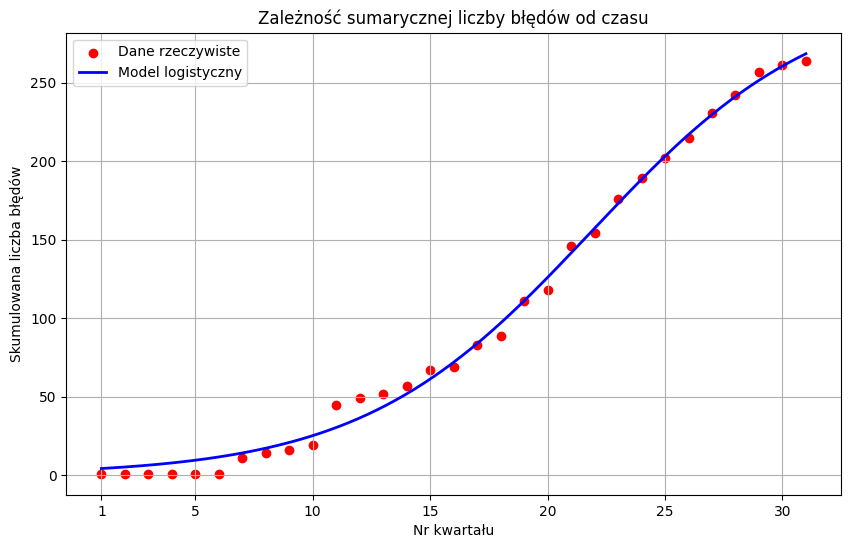 Zależność sumarycznej liczby błędów od czasu
Dane rzeczywiste
Model logistyczny
Skumulowana liczba błędów
250
200
150
100
50
0
1 5 10 15 20 25 30
Nr kwartału